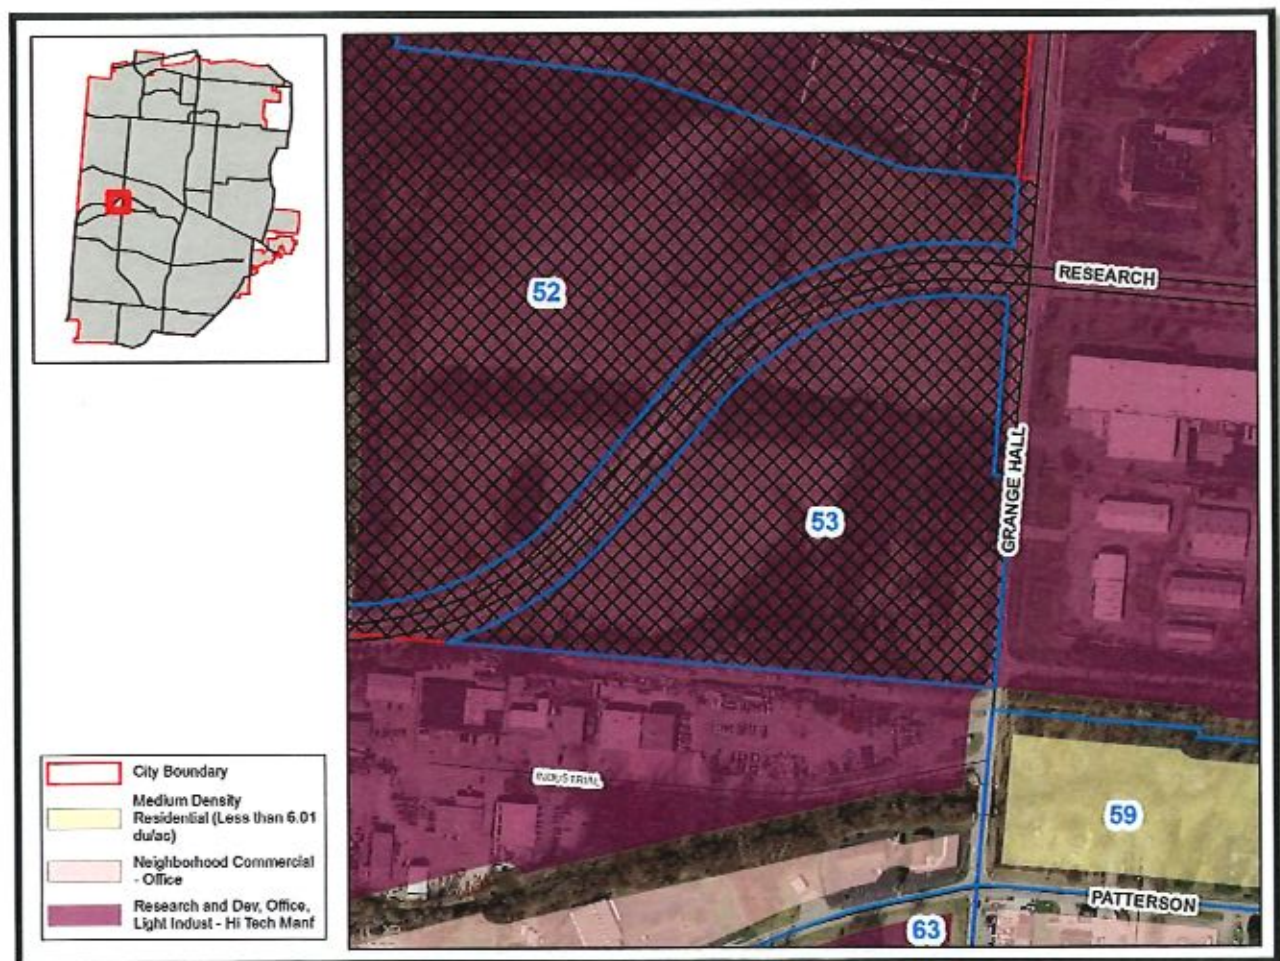 52
RESEARCH
GRANGE HALL
53
INDUSTRIAL
59
PATTERSON
63
City Boundary
Medium Density
Residential (Less than 6.01
du/ac)
Neighborhood Commercial
- Office
Research and Dev, Office,
Light Indust - Hi Tech Manf